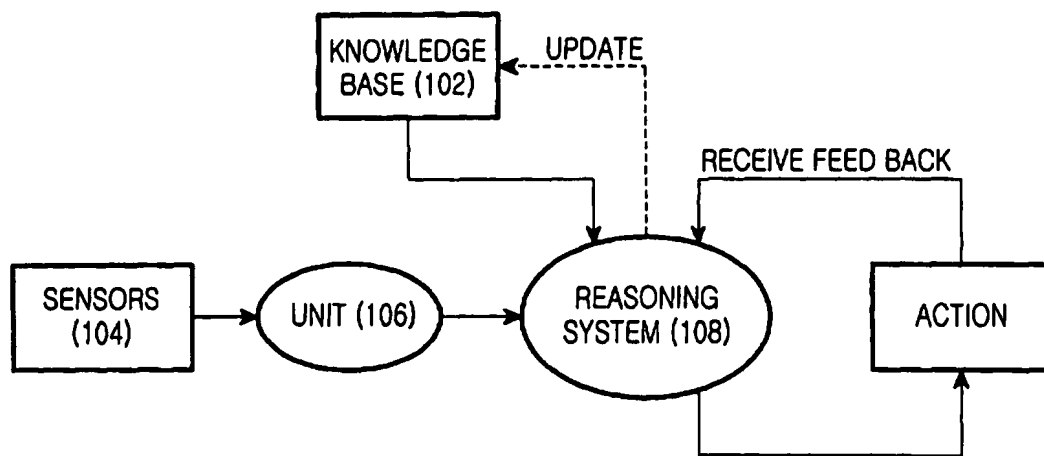 KNOWLEDGE
BASE (102)
UPDATE
RECEIVE FEED BACK
SENSORS
(104)
UNIT (106)
REASONING
SYSTEM (108)
ACTION